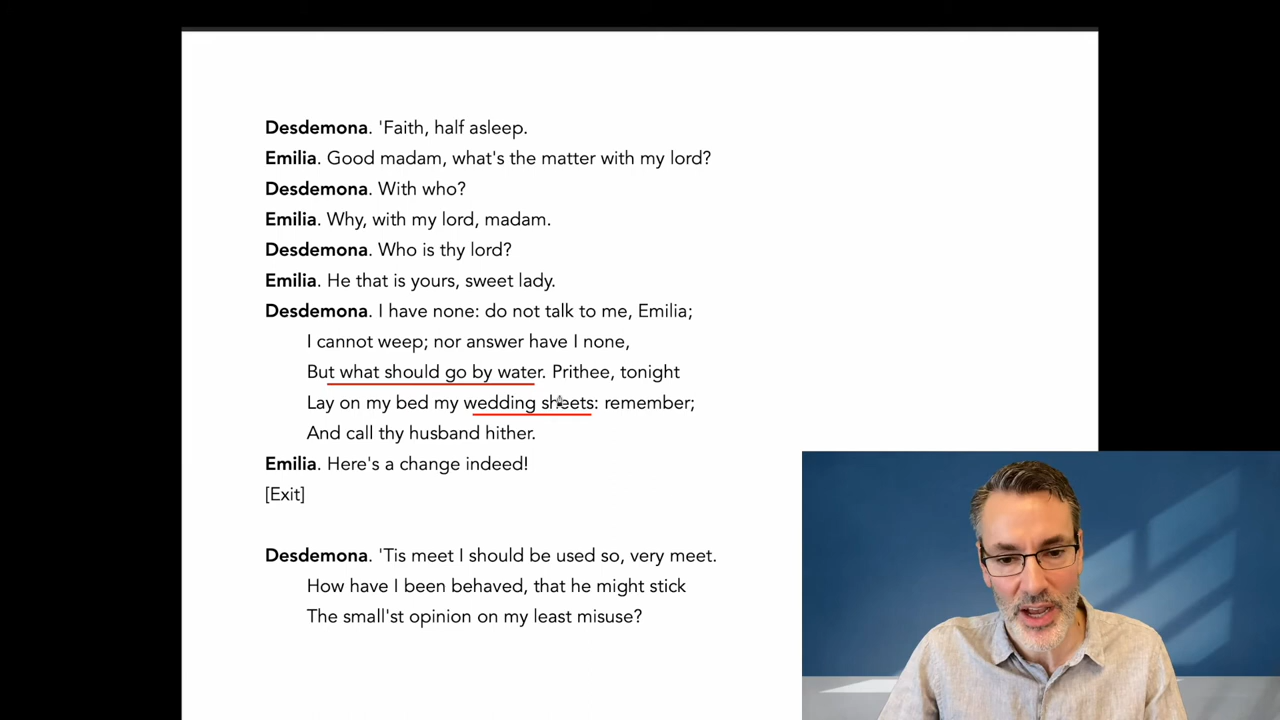 Desdemona. 'Faith, half asleep.
Emilia. Good madam, what's the matter with my lord?
Desdemona. With who?
Emilia. Why, with my lord, madam.
Desdemona. Who is thy lord?
Emilia. He that is yours, sweet lady.
Desdemona. I have none: do not talk to me, Emilia;
I cannot weep; nor answer have I none,
But what should go by water. Prithee, tonight
Lay on my bed my wedding sheets: remember;
And call thy husband hither.
Emilia. Here's a change indeed!
[Exit]
Desdemona. 'Tis meet I should be used so, very meet.
How have I been behaved, that he might stick
The small'st opinion on my least misuse?